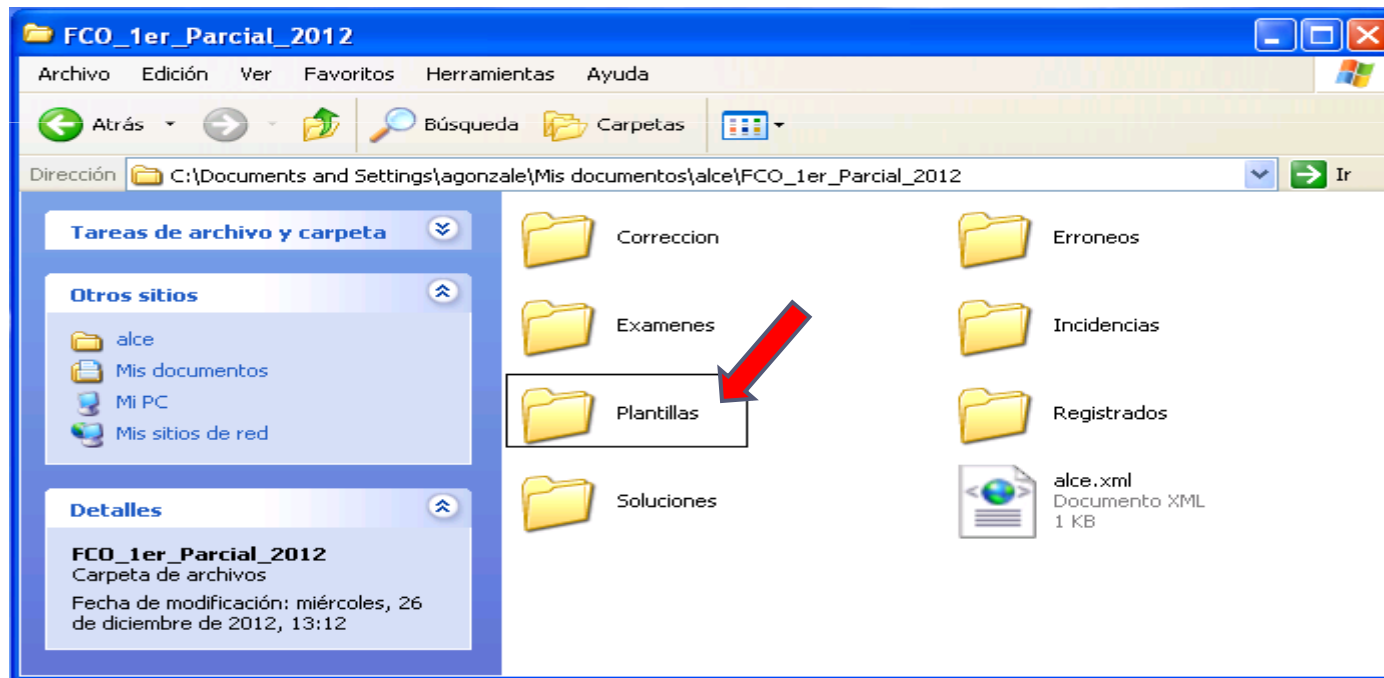 FCO_1er_Parcial_2012
Archivo Edición Ver Favoritos Herramientas Ayuda
Atrás Búsqueda Carpetas
Dirección C:\Documents and Settings\agonzale\Mis documentos\alce\FCO_1er_Parcial_2012 Ir
Tareas de archivo y carpeta
Otros sitios
alce
Mis documentos
Mi PC
Mis sitios de red
Detalles
FCO_1er_Parcial_2012
Carpeta de archivos
Fecha de modificación: miércoles, 26
de diciembre de 2012, 13:12
Correccion
Erroneos
Examenes
Incidencias
Plantillas
Registrados
Soluciones
alce.xml
Documento XML
1 KB